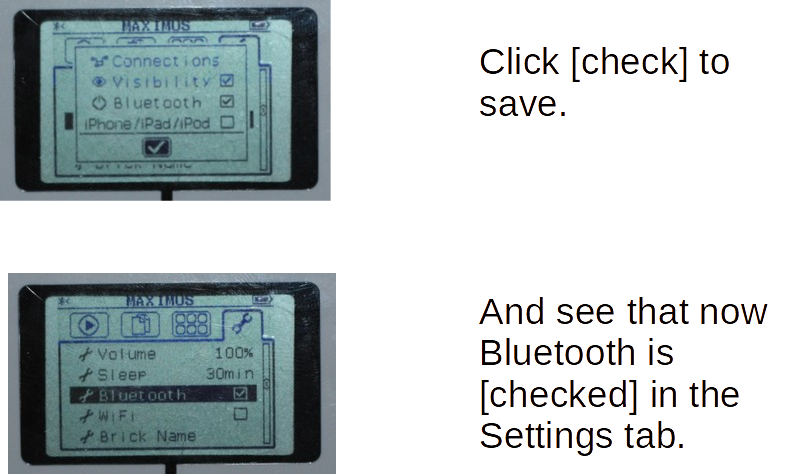 MAXIMUS
Connections
Visibility
Bluetooth
iPhone/iPad/iPod
Click [check] to
save.
MAXIMUS
Volume 100%
Sleep 30min
Bluetooth
WiFi
Brick Name
And see that now
Bluetooth is
[checked] in the
Settings tab.